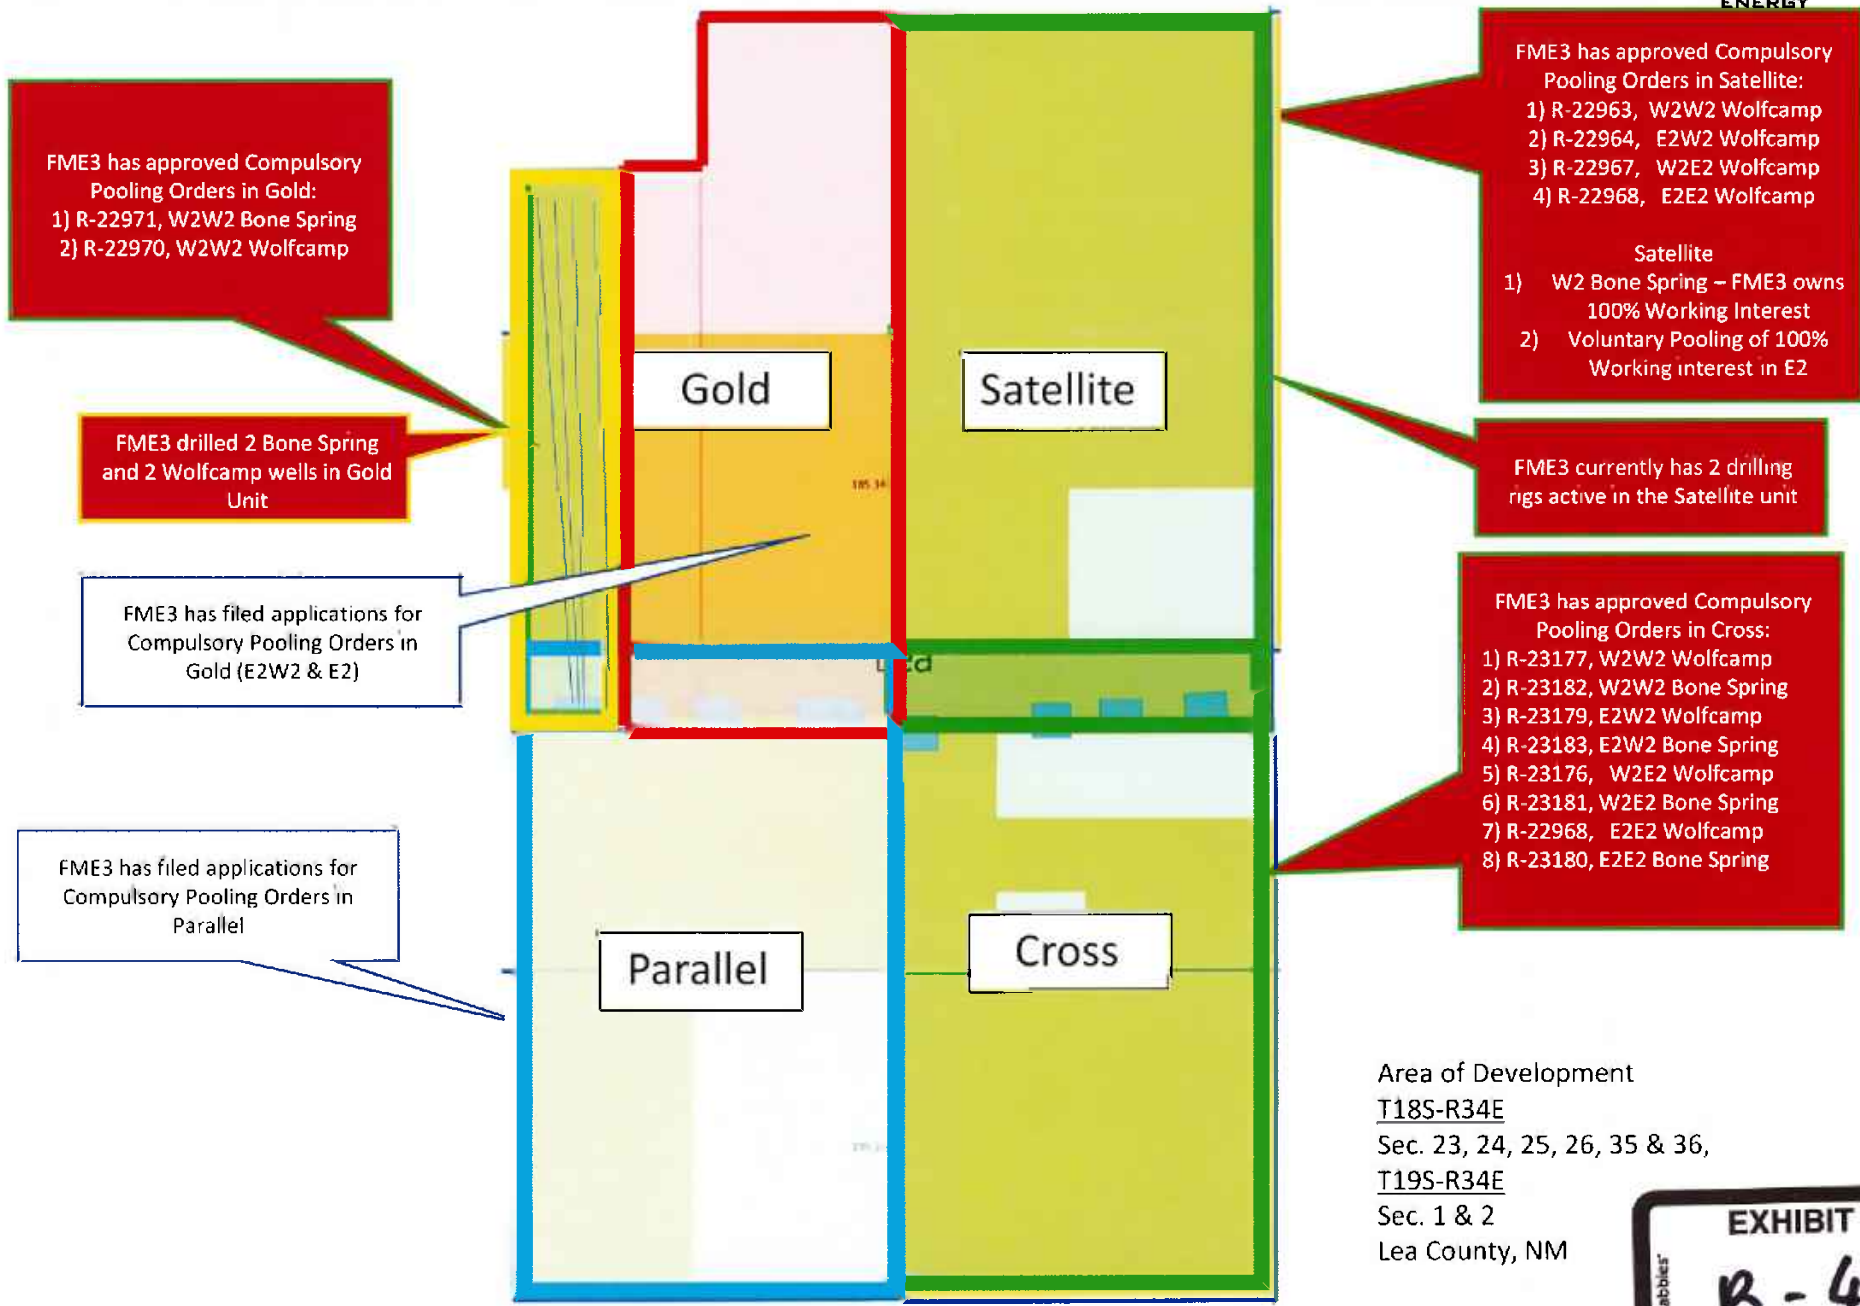 ENERGY
FME3 has approved Compulsory
Pooling Orders in Gold:
1) R-22971, W2W2 Bone Spring
2) R-22970, W2W2 Wolfcamp
FME3 drilled 2 Bone Spring
and 2 Wolfcamp wells in Gold
Unit
FME3 has filed applications for
Compulsory Pooling Orders in
Gold (E2W2 & E2)
FME3 has filed applications for
Compulsory Pooling Orders in
Parallel
Gold
Satellite
Parallel
Cross
FME3 has approved Compulsory
Pooling Orders in Satellite:
1) R-22963, W2W2 Wolfcamp
2) R-22964, E2W2 Wolfcamp
3) R-22967, W2E2 Wolfcamp
4) R-22968, E2E2 Wolfcamp
Satellite
1) W2 Bone Spring – FME3 owns
100% Working Interest
2) Voluntary Pooling of 100%
Working interest in E2
FME3 currently has 2 drilling
rigs active in the Satellite unit
FME3 has approved Compulsory
Pooling Orders in Cross:
1) R-23177, W2W2 Wolfcamp
2) R-23182, W2W2 Bone Spring
3) R-23179, E2W2 Wolfcamp
4) R-23183, E2W2 Bone Spring
5) R-23176, W2E2 Wolfcamp
6) R-23181, W2E2 Bone Spring
7) R-22968, E2E2 Wolfcamp
8) R-23180, E2E2 Bone Spring
Area of Development
T18S-R34E
Sec. 23, 24, 25, 26, 35 & 36,
T19S-R34E
Sec. 1 & 2
Lea County, NM
EXHIBIT